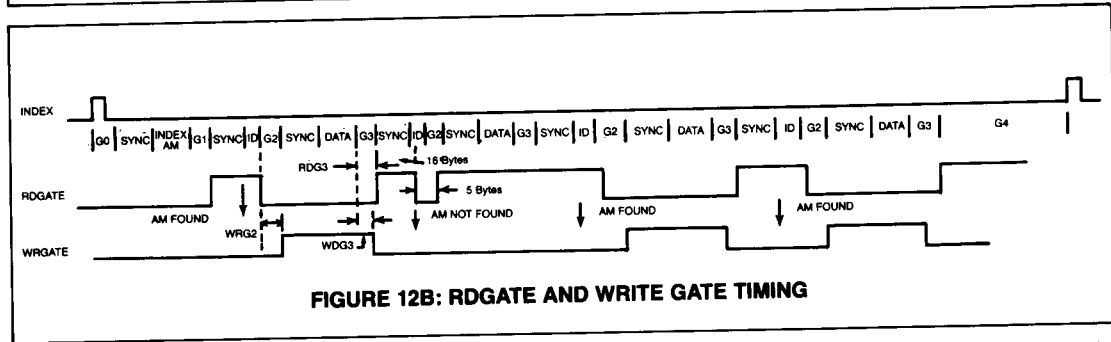 INDEX
G0 SYNC INDEX AM G1 SYNC ID G2 SYNC DATA G3 SYNC ID G2 SYNC DATA G3 SYNC ID G2 SYNC DATA G3 SYNC ID G2 SYNC DATA G3 G4
RDG3
16 Bytes
RDGATE
5 Bytes
AM FOUND
AM NOT FOUND
AM FOUND
AM FOUND
WRG2
WDG3
WRGATE
FIGURE 12B: RDGATE AND WRITE GATE TIMING